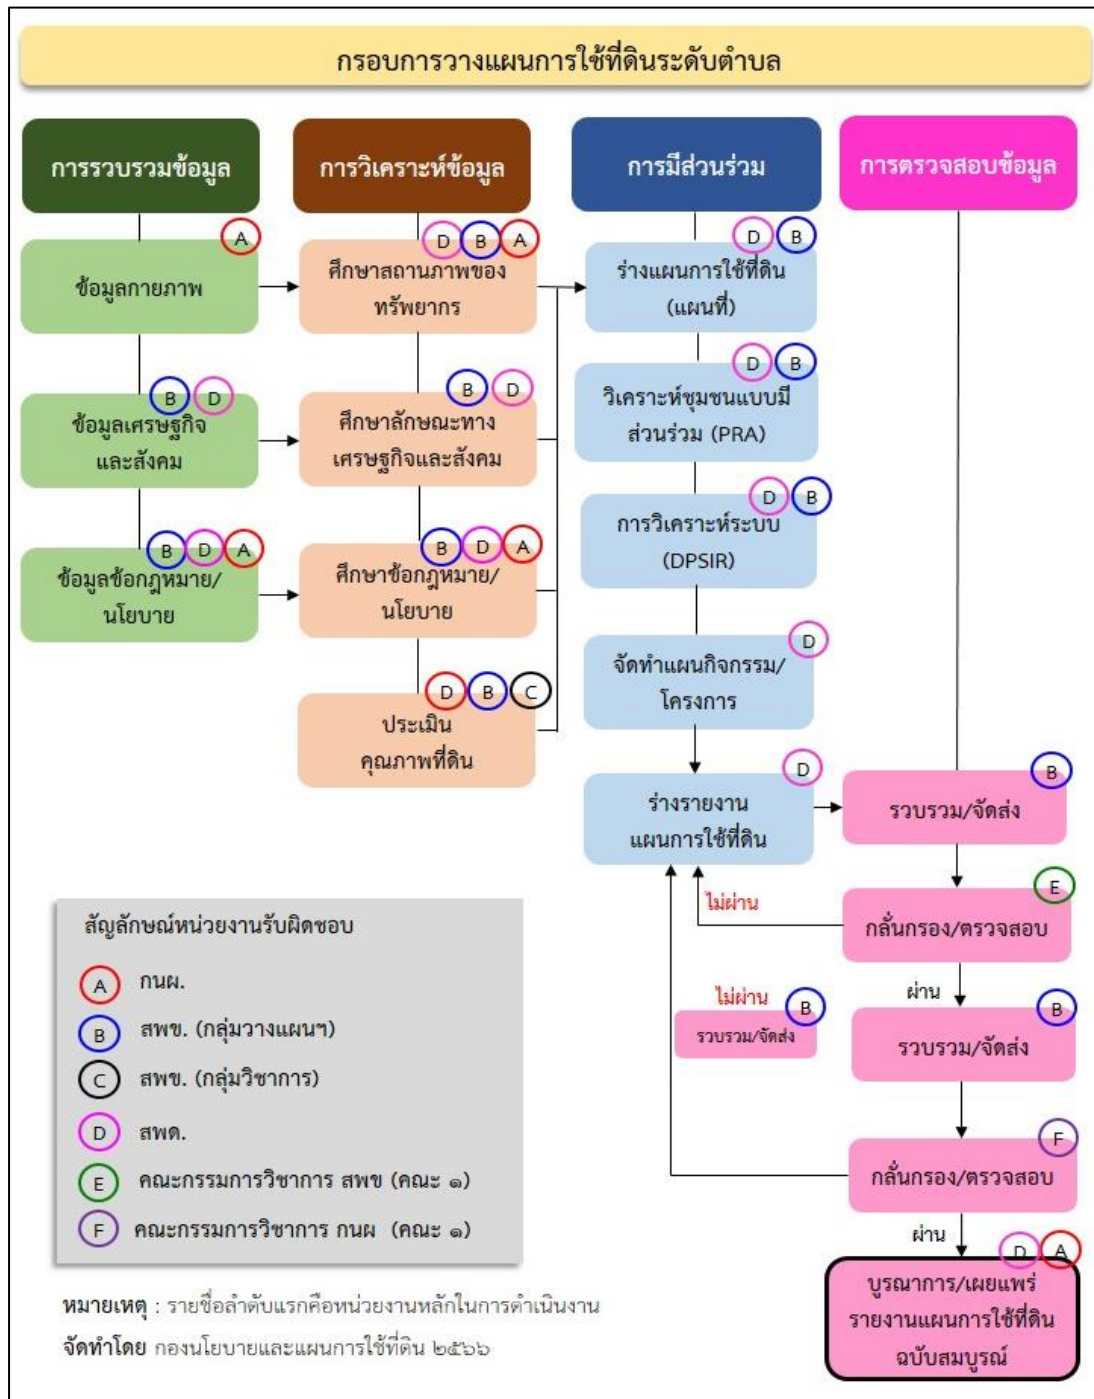 กรอบการวางแผนการใช้ที่ดินระดับตำบล
การรวบรวมข้อมูล
A
ข้อมูลกายภาพ
B D
ข้อมูลเศรษฐกิจ
และสังคม
B D A
ข้อมูลข้อกฎหมาย/
นโยบาย
การวิเคราะห์ข้อมูล
D B A
ศึกษาสถานภาพของ
ทรัพยากร
B D
ศึกษาลักษณะทาง
เศรษฐกิจและสังคม
B D A
ศึกษาข้อกฎหมาย/
นโยบาย
D B C
ประเมิน
คุณภาพที่ดิน
การมีส่วนร่วม
D B
ร่างแผนการใช้ที่ดิน
(แผนที่)
D B
วิเคราะห์ชุมชนแบบมี
ส่วนร่วม (PRA)
D B
การวิเคราะห์ระบบ
(DPSIR)
D
จัดทำแผนกิจกรรม/
โครงการ
D
ร่างรายงาน
แผนการใช้ที่ดิน
การตรวจสอบข้อมูล
B
รวบรวม/จัดส่ง
E
กลั่นกรอง/ตรวจสอบ
ไม่ผ่าน
ผ่าน
B
รวบรวม/จัดส่ง
ไม่ผ่าน
B
รวบรวม/จัดส่ง
F
กลั่นกรอง/ตรวจสอบ
ผ่าน
D A
บูรณาการ/เผยแพร่
รายงานแผนการใช้ที่ดิน
ฉบับสมบูรณ์
สัญลักษณ์หน่วยงานรับผิดชอบ
A กนผ.
B สพข. (กลุ่มวางแผนฯ)
C สพข. (กลุ่มวิชาการ)
D สพด.
E คณะกรรมการวิชาการ สพข (คณะ ๑)
F คณะกรรมการวิชาการ กนผ (คณะ ๑)
หมายเหตุ : รายชื่อลำดับแรกคือหน่วยงานหลักในการดำเนินงาน
จัดทำโดย กองนโยบายและแผนการใช้ที่ดิน ๒๕๖๖